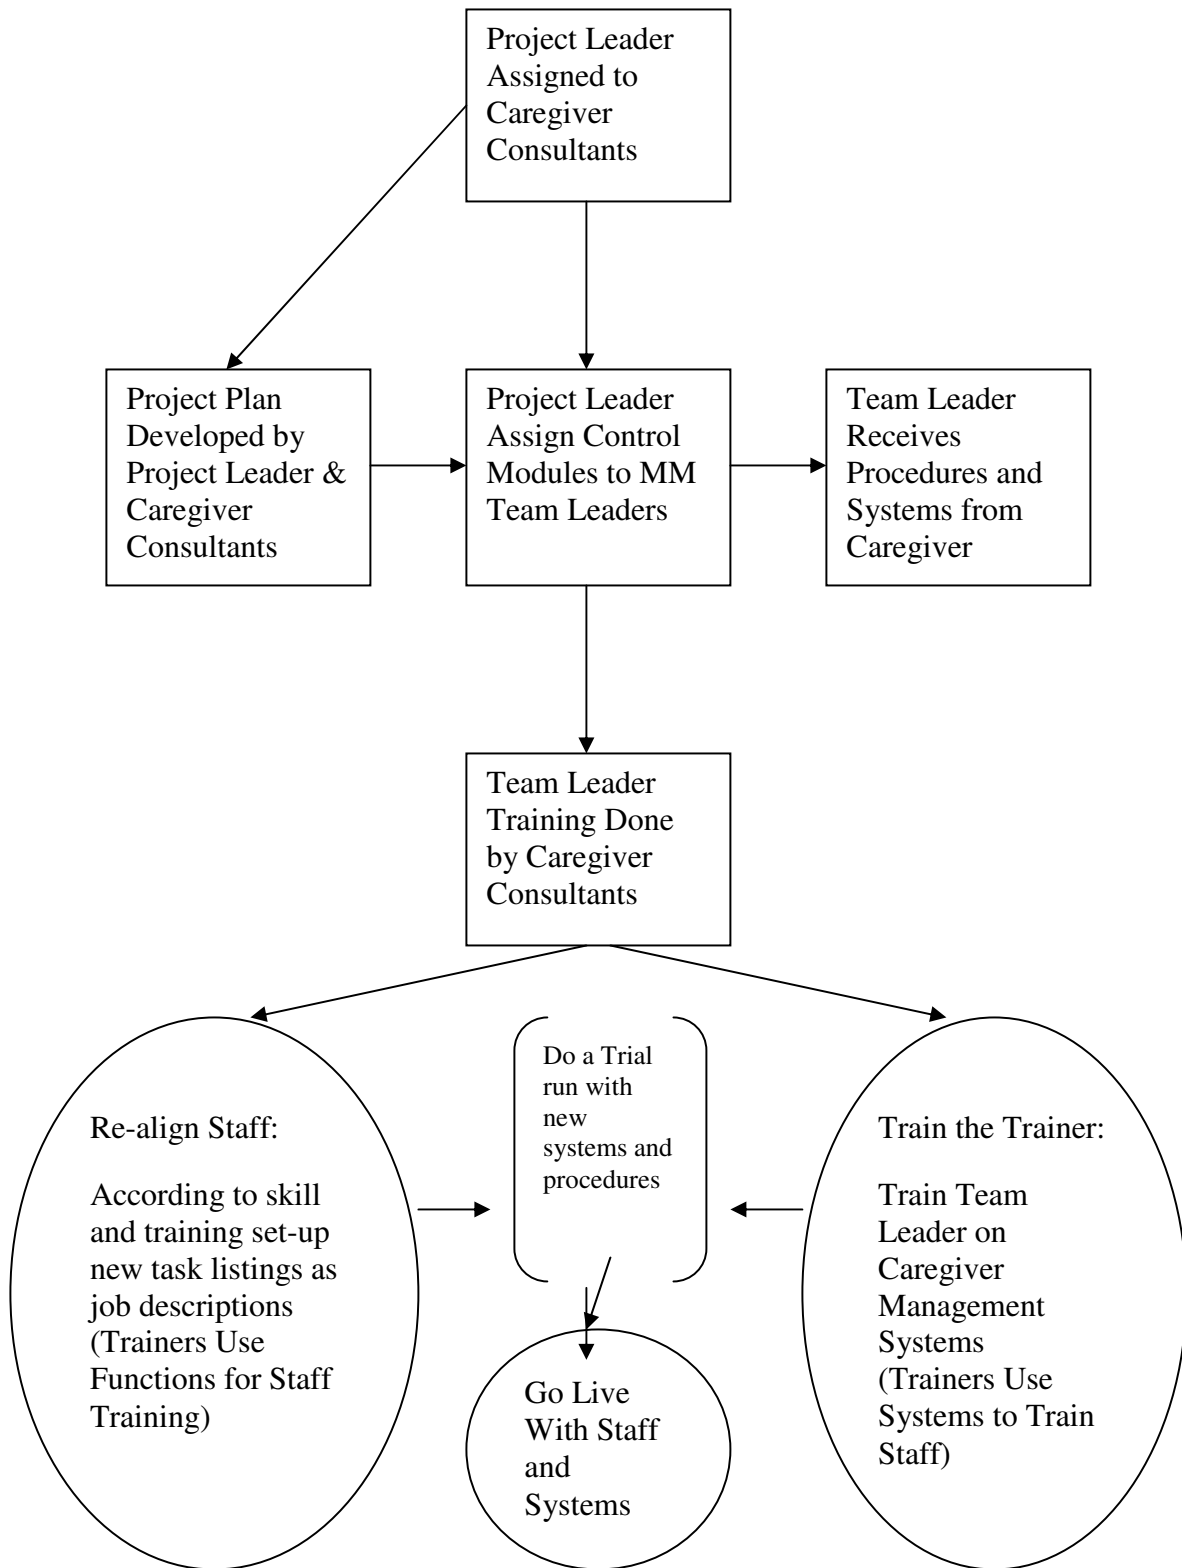 Project Leader
Assigned to
Caregiver
Consultants
Project Plan
Developed by
Project Leader &
Caregiver
Consultants
Project Leader
Assign Control
Modules to MM
Team Leaders
Team Leader
Receives
Procedures and
Systems from
Caregiver
Team Leader
Training Done
by Caregiver
Consultants
Re-align Staff:
According to skill
and training set-up
new task listings as
job descriptions
(Trainers Use
Functions for Staff
Training)
Do a Trial
run with
new
systems and
procedures
Train the Trainer:
Train Team
Leader on
Caregiver
Management
Systems
(Trainers Use
Systems to Train
Staff)
Go Live
With Staff
and
Systems